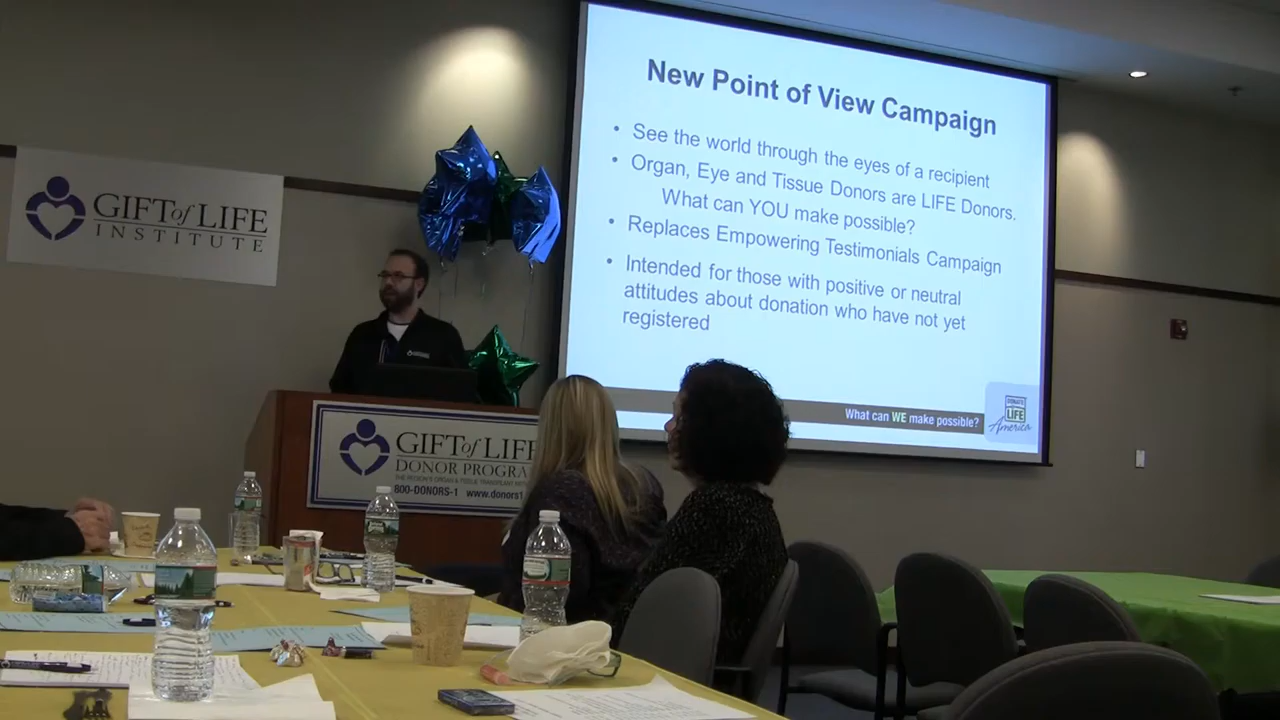 New Point of View Campaign
• See the world through the eyes of a recipient
• Organ, Eye and Tissue Donors are LIFE Donors.
What can YOU make possible?
• Replaces Empowering Testimonials Campaign
• Intended for those with positive or neutral
attitudes about donation who have not yet
registered
What can WE make possible?
DONATE
LIFE
America
GIFT of LIFE
INSTITUTE
GIFT of LIFE
DONOR PROGRA
800-DONORS-1 www.donors1